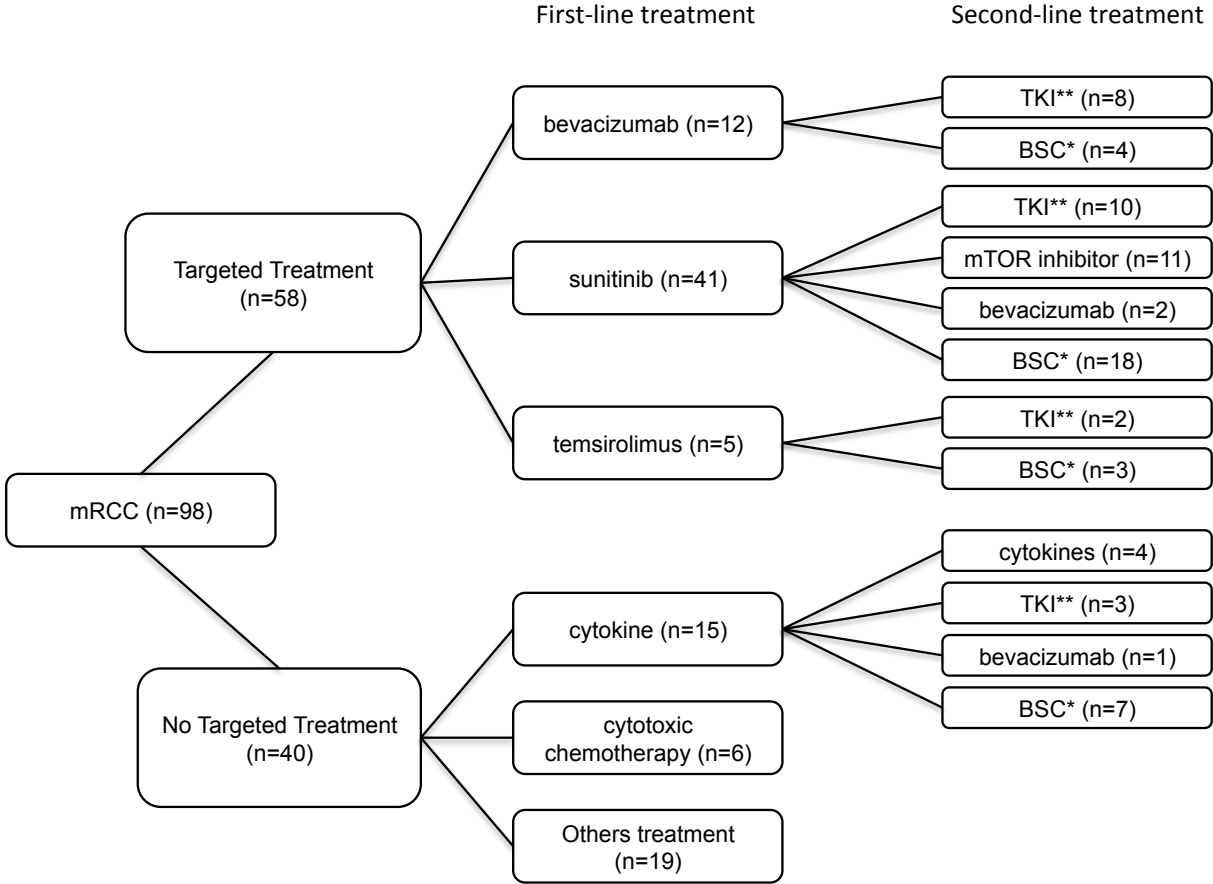 First-line treatment
Second-line treatment
bevacizumab (n=12)
TKI** (n=8)
BSC* (n=4)
Targeted Treatment
(n=58)
sunitinib (n=41)
TKI** (n=10)
mTOR inhibitor (n=11)
bevacizumab (n=2)
BSC* (n=18)
temsirolimus (n=5)
TKI** (n=2)
BSC* (n=3)
mRCC (n=98)
cytokine (n=15)
cytokines (n=4)
TKI** (n=3)
bevacizumab (n=1)
BSC* (n=7)
No Targeted Treatment
(n=40)
cytotoxic
chemotherapy (n=6)
Others treatment
(n=19)